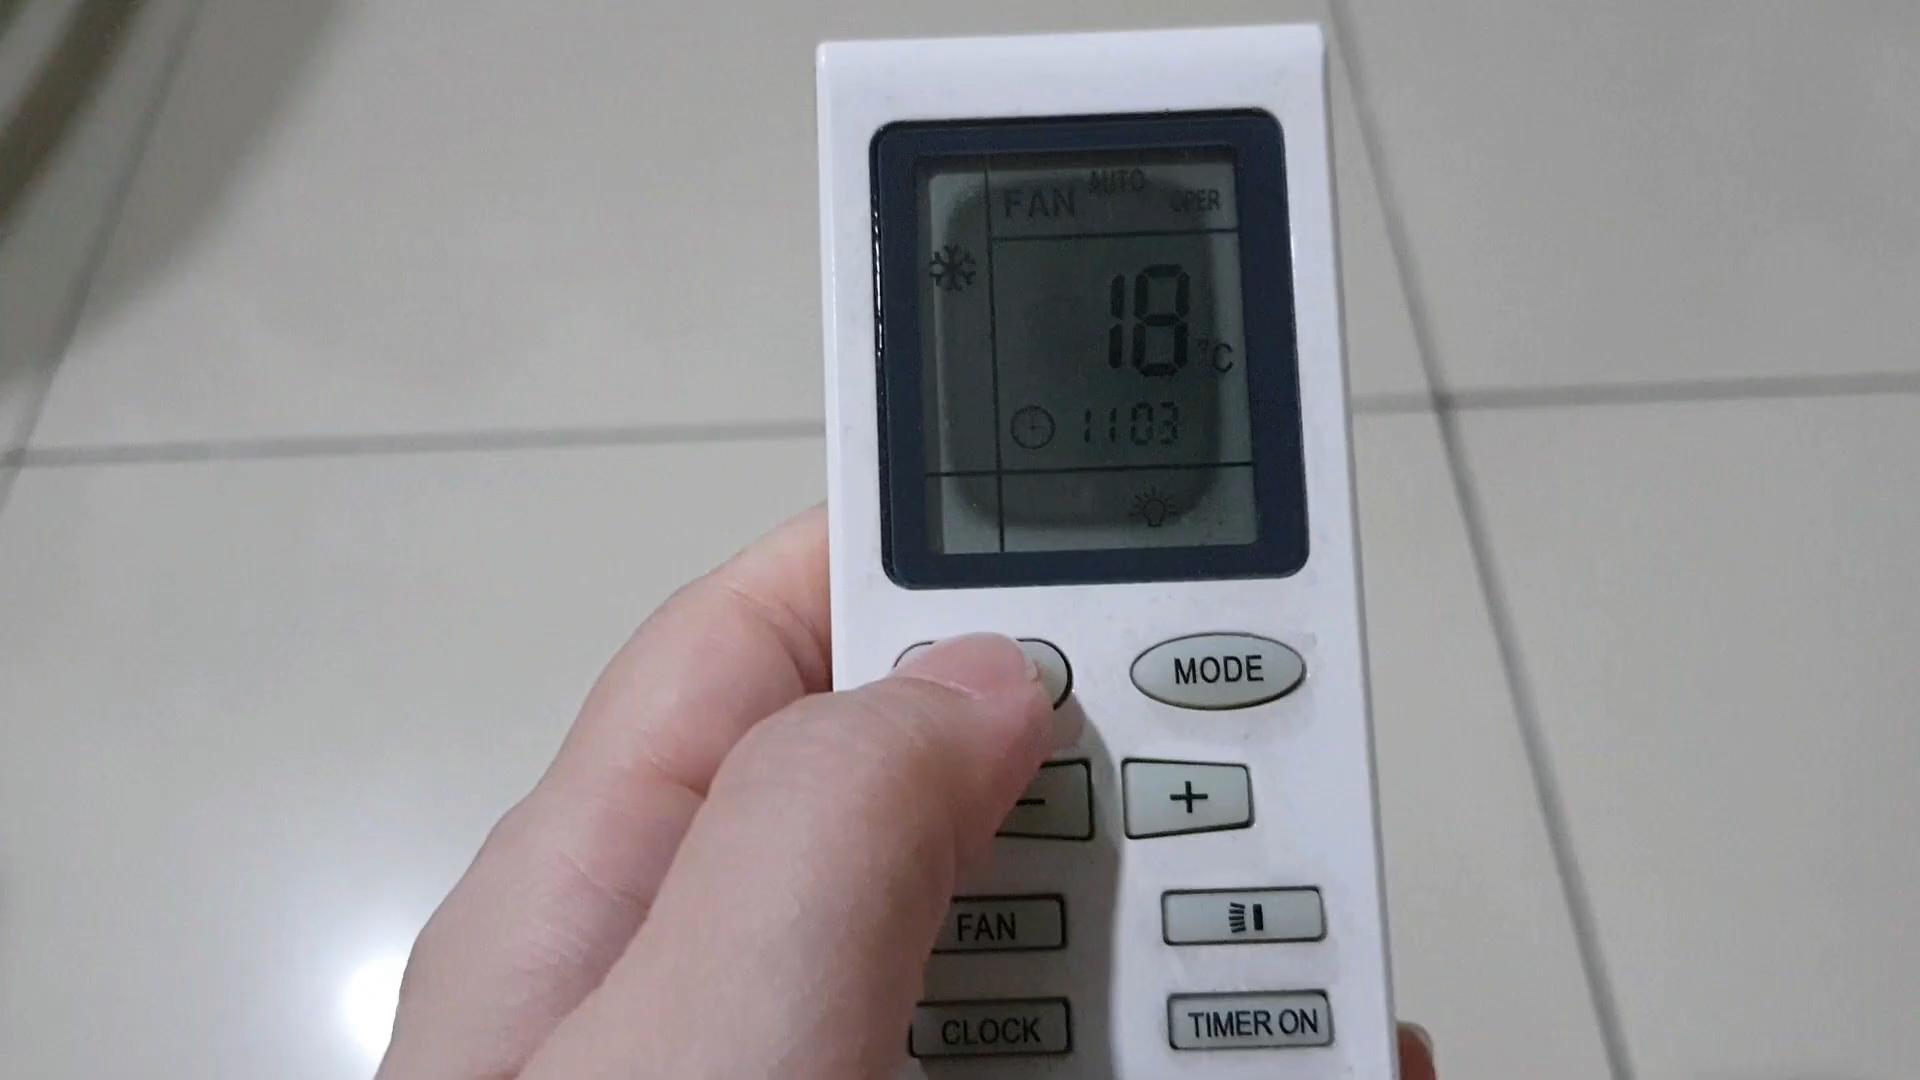 FAN AUTO OPER
18 °C
1103
MODE
- +
FAN
CLOCK TIMER ON